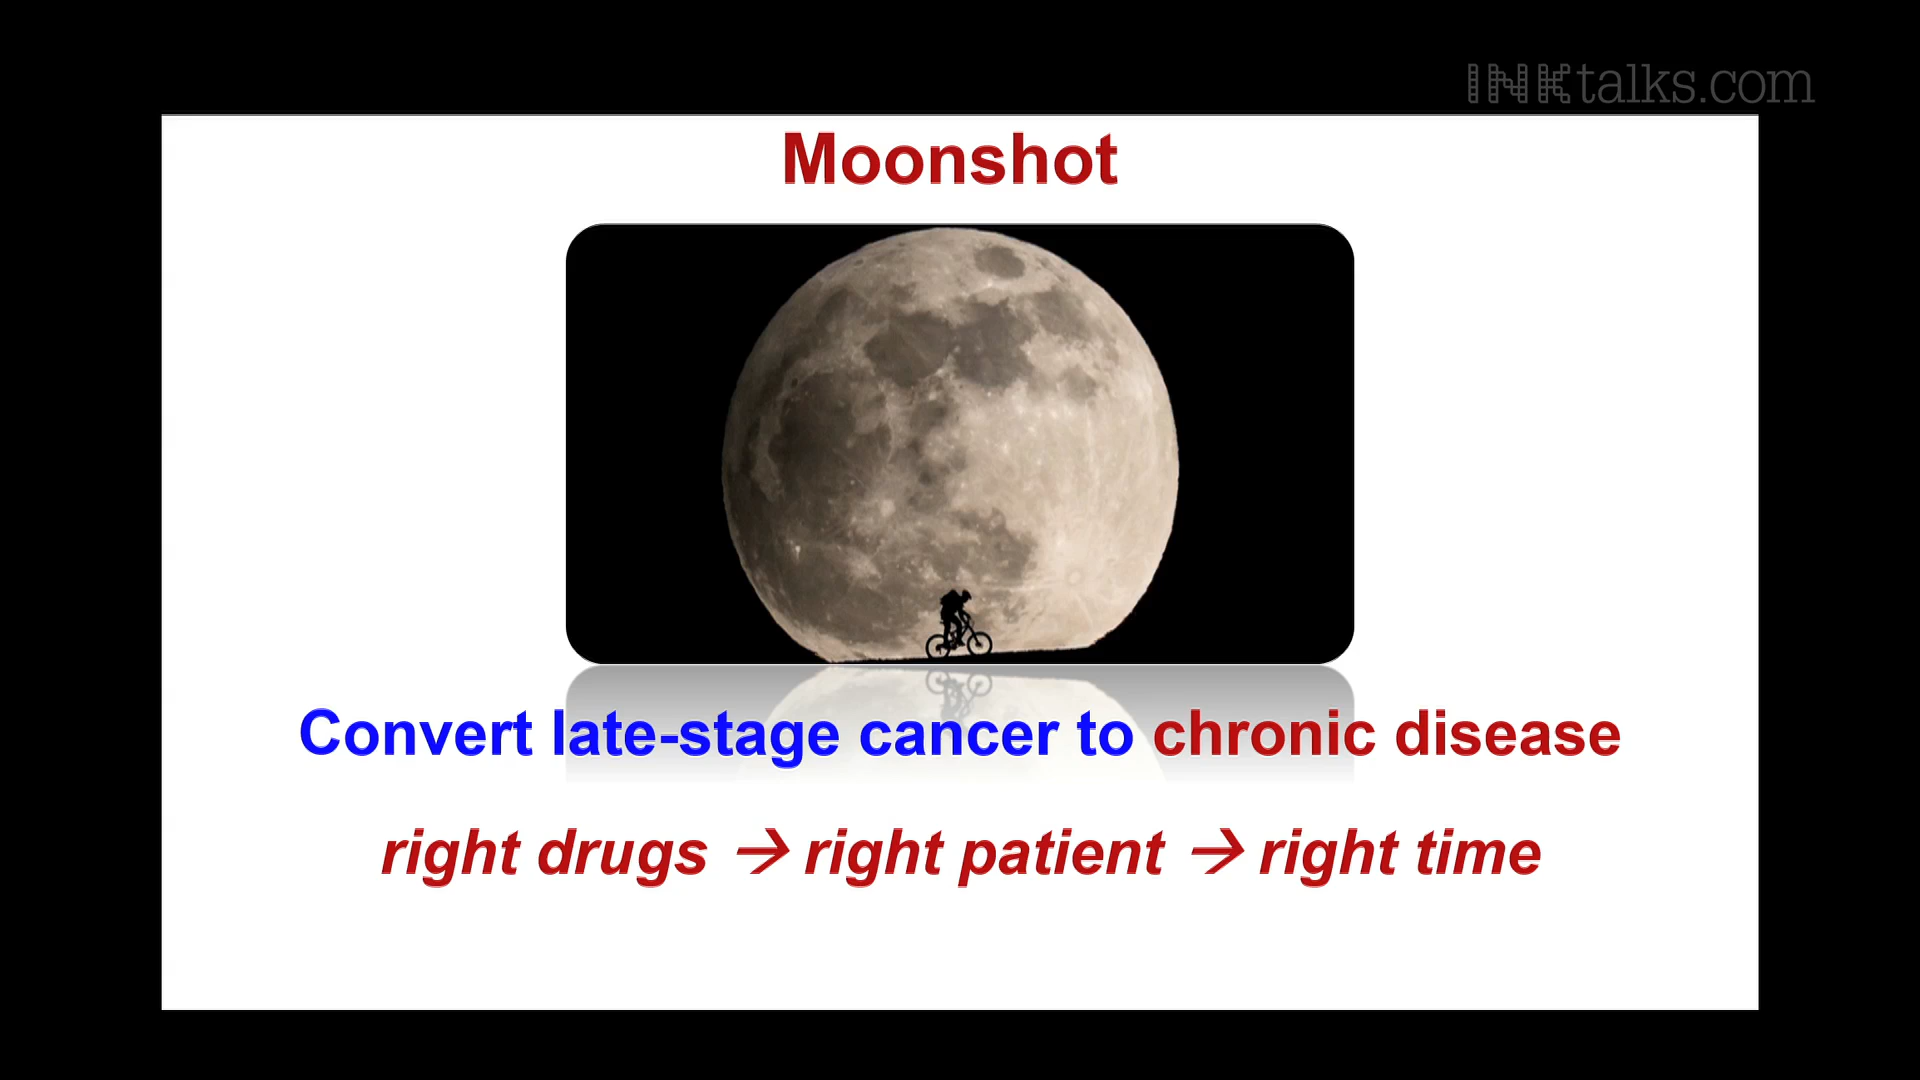 INKtalks.com
Moonshot
Convert late-stage cancer to chronic disease
right drugs → right patient → right time